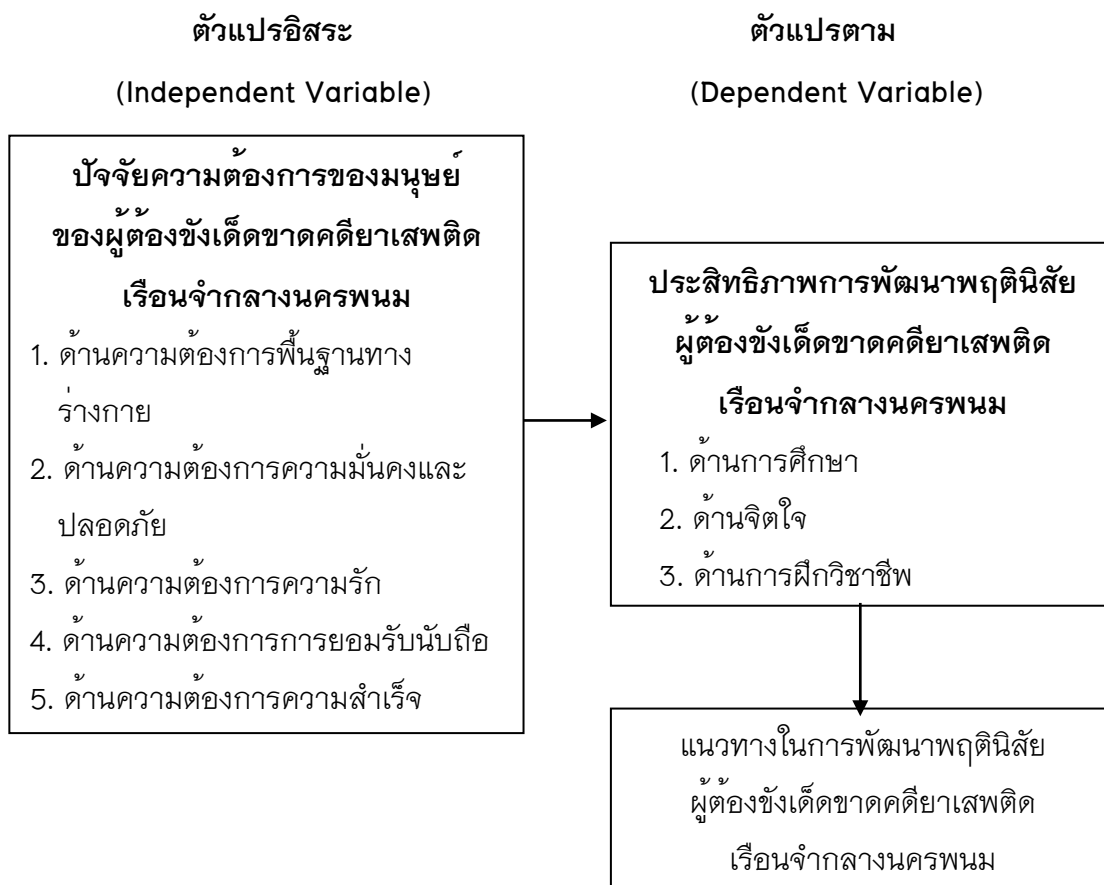 ตัวแปรอิสระ
(Independent Variable)
ปัจจัยความต้องการของมนุษย์
ของผู้ต้องขังเด็ดขาดคดียาเสพติด
เรือนจำกลางนครพนม
1. ด้านความต้องการพื้นฐานทาง
ร่างกาย
2. ด้านความต้องการความมั่นคงและ
ปลอดภัย
3. ด้านความต้องการความรัก
4. ด้านความต้องการการยอมรับนับถือ
5. ด้านความต้องการความสำเร็จ
ตัวแปรตาม
(Dependent Variable)
ประสิทธิภาพการพัฒนาพฤตินิสัย
ผู้ต้องขังเด็ดขาดคดียาเสพติด
เรือนจำกลางนครพนม
1. ด้านการศึกษา
2. ด้านจิตใจ
3. ด้านการฝึกวิชาชีพ
แนวทางในการพัฒนาพฤตินิสัย
ผู้ต้องขังเด็ดขาดคดียาเสพติด
เรือนจำกลางนครพนม